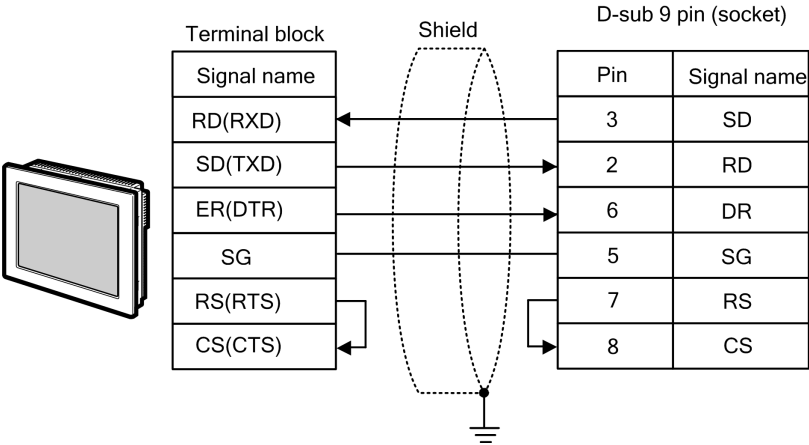 D-sub 9 pin (socket)
Terminal block
Shield
Signal name
Pin Signal name
RD(RXD) 3 SD
SD(TXD) 2 RD
ER(DTR) 6 DR
SG 5 SG
RS(RTS) 7 RS
CS(CTS) 8 CS